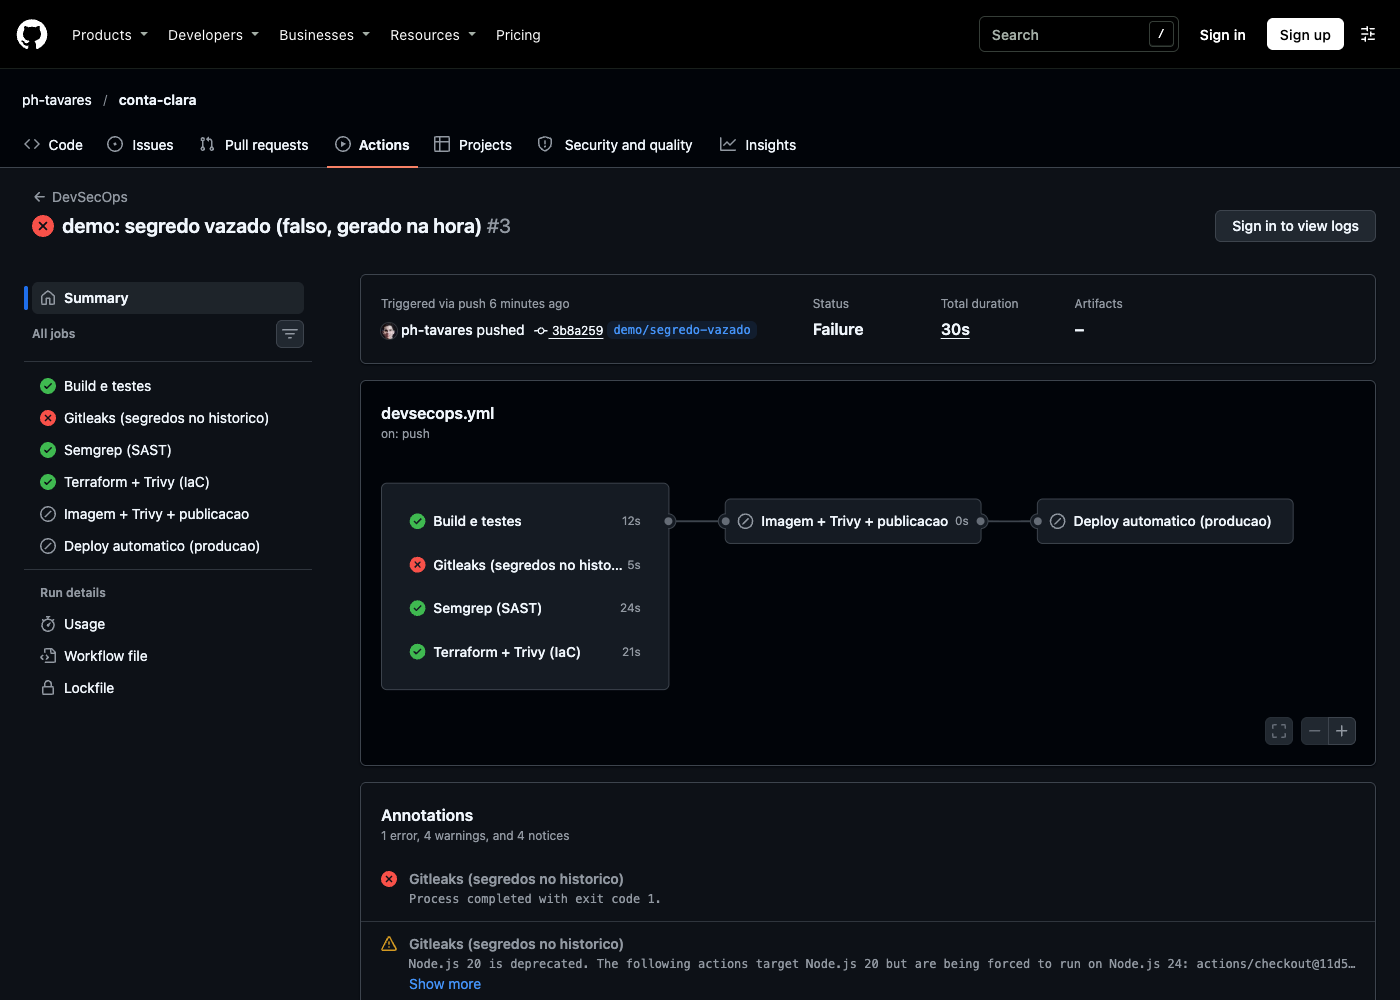 Products Developers Businesses Resources Pricing Search / Sign in Sign up
ph-tavares / conta-clara
Code Issues Pull requests Actions Projects Security and quality Insights
DevSecOps
demo: segredo vazado (falso, gerado na hora) #3
Sign in to view logs
Summary
All jobs
Build e testes
Gitleaks (segredos no historico)
Semgrep (SAST)
Terraform + Trivy (IaC)
Imagem + Trivy + publicacao
Deploy automatico (producao)
Run details
Usage
Workflow file
Lockfile
Triggered via push 6 minutes ago
ph-tavares pushed 3b8a259 demo/segredo-vazado
Status
Failure
Total duration
30s
Artifacts
–
devsecops.yml
on: push
Build e testes 12s
Gitleaks (segredos no histo... 5s
Semgrep (SAST) 24s
Terraform + Trivy (IaC) 21s
Imagem + Trivy + publicacao 0s
Deploy automatico (producao)
Annotations
1 error, 4 warnings, and 4 notices
Gitleaks (segredos no historico)
Process completed with exit code 1.
Gitleaks (segredos no historico)
Node.js 20 is deprecated. The following actions target Node.js 20 but are being forced to run on Node.js 24: actions/checkout@11d5…
Show more